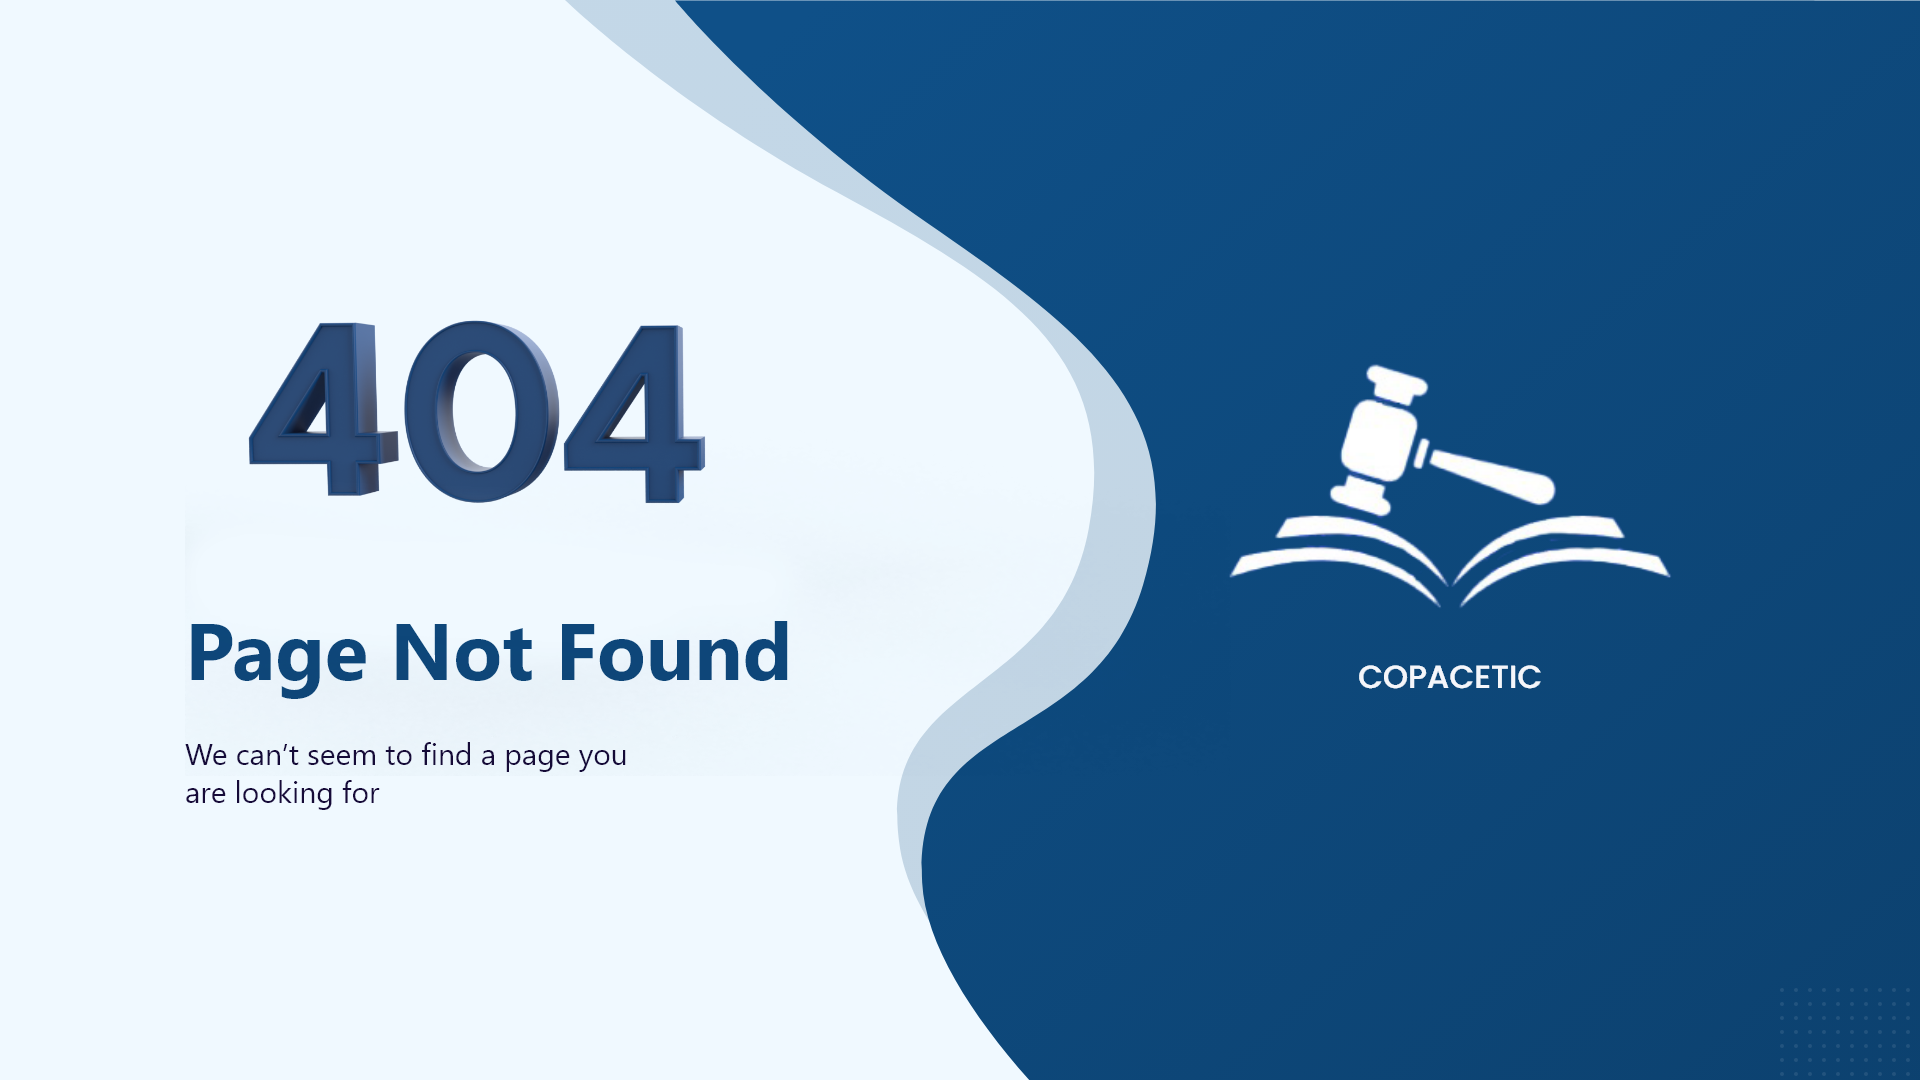 404
Page Not Found
We can’t seem to find a page you
are looking for
COPACETIC